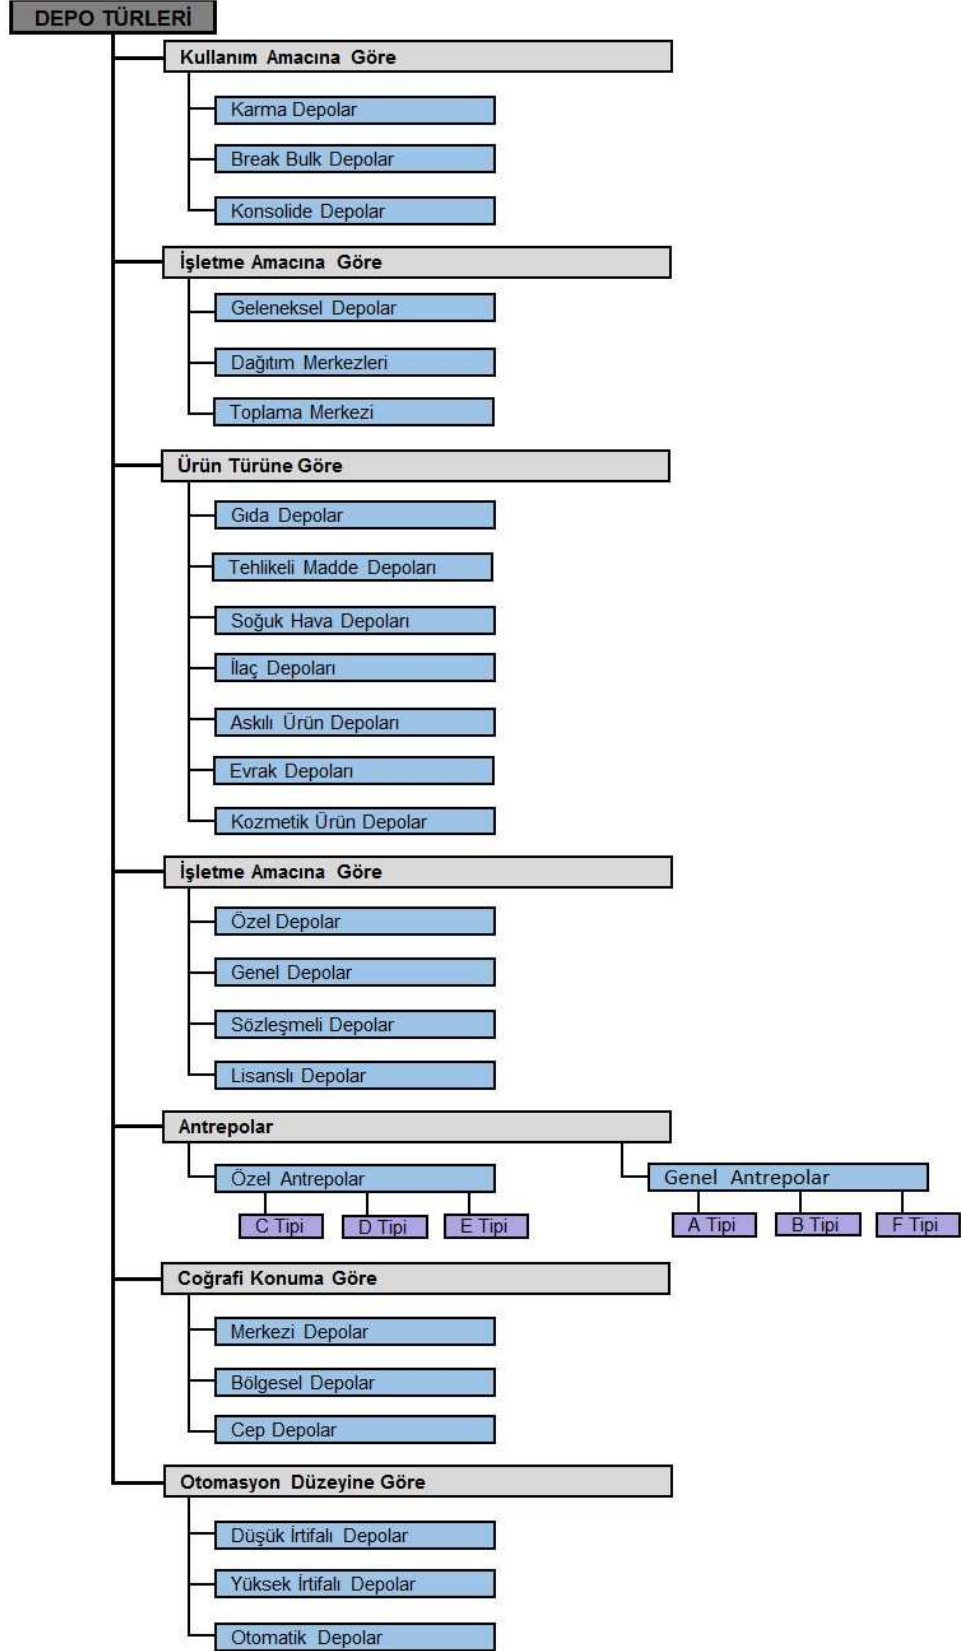 DEPO TÜRLERİ
Kullanım Amacına Göre
Karma Depolar
Break Bulk Depolar
Konsolide Depolar
İşletme Amacına Göre
Geleneksel Depolar
Dağıtım Merkezleri
Toplama Merkezi
Ürün Türüne Göre
Gıda Depolar
Tehlikeli Madde Depoları
Soğuk Hava Depoları
İlaç Depoları
Askılı Ürün Depoları
Evrak Depoları
Kozmetik Ürün Depolar
İşletme Amacına Göre
Özel Depolar
Genel Depolar
Sözleşmeli Depolar
Lisanslı Depolar
Antrepolar
Özel Antrepolar
C Tipi
D Tipi
E Tipi
Genel Antrepolar
A Tipi
B Tipi
F Tipi
Coğrafi Konuma Göre
Merkezi Depolar
Bölgesel Depolar
Cep Depolar
Otomasyon Düzeyine Göre
Düşük İrtifalı Depolar
Yüksek İrtifalı Depolar
Otomatik Depolar